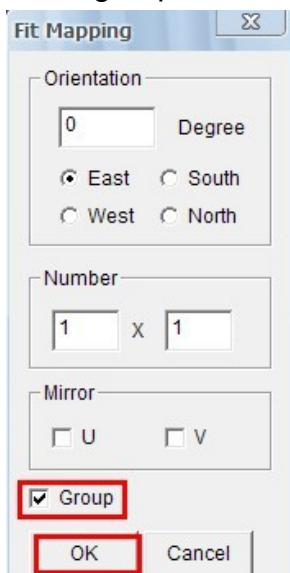 Fit Mapping
Orientation
0 Degree
East South
West North
Number
1 X 1
Mirror
U V
Group
OK Cancel